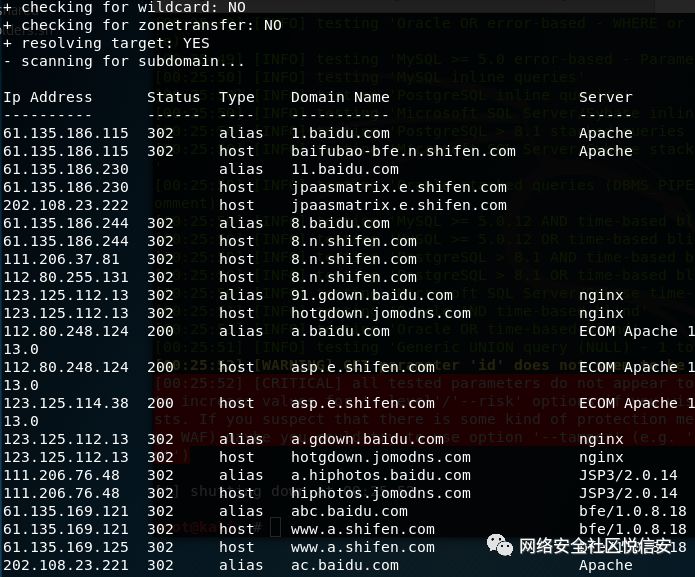 + checking for wildcard: NO
+ checking for zonetransfer: NO
+ resolving target: YES
- scanning for subdomain...
Ip Address Status Type Domain Name Server
---------- ------ ---- ----------- ------
61.135.186.115 302 alias 1.baidu.com Apache
61.135.186.115 302 host baifubao-bfe.n.shifen.com Apache
61.135.186.230 alias 11.baidu.com
61.135.186.230 host jpaasmatrix.e.shifen.com
202.108.23.222 host jpaasmatrix.e.shifen.com
61.135.186.244 302 alias 8.baidu.com
61.135.186.244 302 host 8.n.shifen.com
111.206.37.81 302 host 8.n.shifen.com
112.80.255.131 302 host 8.n.shifen.com
123.125.112.13 302 alias 91.gdown.baidu.com nginx
123.125.112.13 302 host hotgdown.jomodns.com nginx
112.80.248.124 200 alias a.baidu.com ECOM Apache 1
13.0
112.80.248.124 200 host asp.e.shifen.com ECOM Apache 1
13.0
123.125.114.38 200 host asp.e.shifen.com ECOM Apache 1
13.0
123.125.112.13 302 alias a.gdown.baidu.com nginx
123.125.112.13 302 host hotgdown.jomodns.com nginx
111.206.76.48 302 alias a.hiphotos.baidu.com JSP3/2.0.14
111.206.76.48 302 host hiphotos.jomodns.com JSP3/2.0.14
61.135.169.121 302 alias abc.baidu.com bfe/1.0.8.18
61.135.169.121 302 host www.a.shifen.com bfe/1.0.8.18
61.135.169.125 302 host www.a.shifen.com bfe/1.0.8.18
202.108.23.221 302 alias ac.baidu.com Apache
网络安全社区悦信安